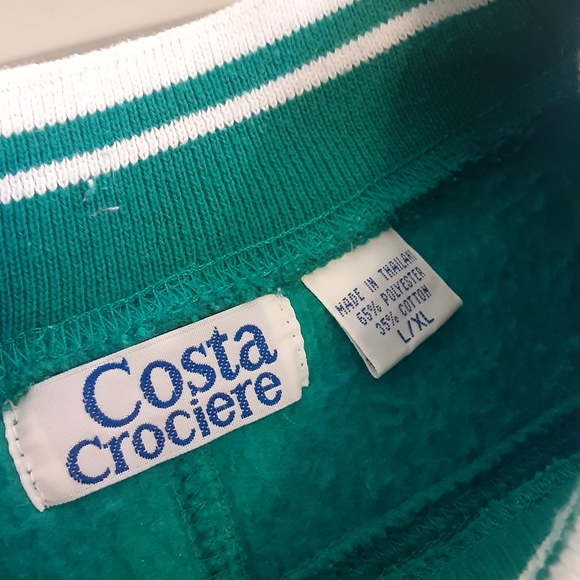 Costa
Crociere
MADE IN THAILAND
65% POLYESTER
35% COTTON
L/XL